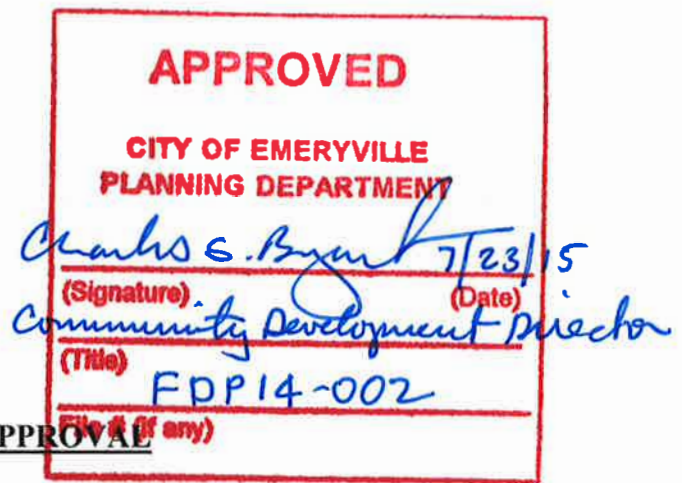 APPROVED
CITY OF EMERYVILLE
PLANNING DEPARTMENT
Charles S. Bryant 7/23/15
(Signature) (Date)
Community Development Director
(Title)
FDP14-002
File # (if any)
PPROVAL